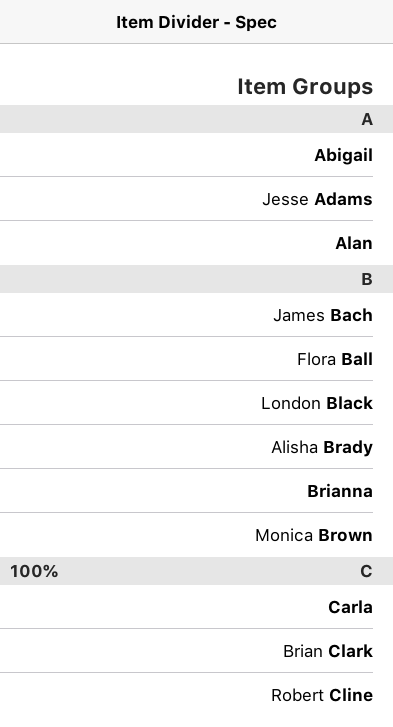 Item Divider - Spec
Item Groups
A
Abigail
Jesse Adams
Alan
B
James Bach
Flora Ball
London Black
Alisha Brady
Brianna
Monica Brown
100% C
Carla
Brian Clark
Robert Cline